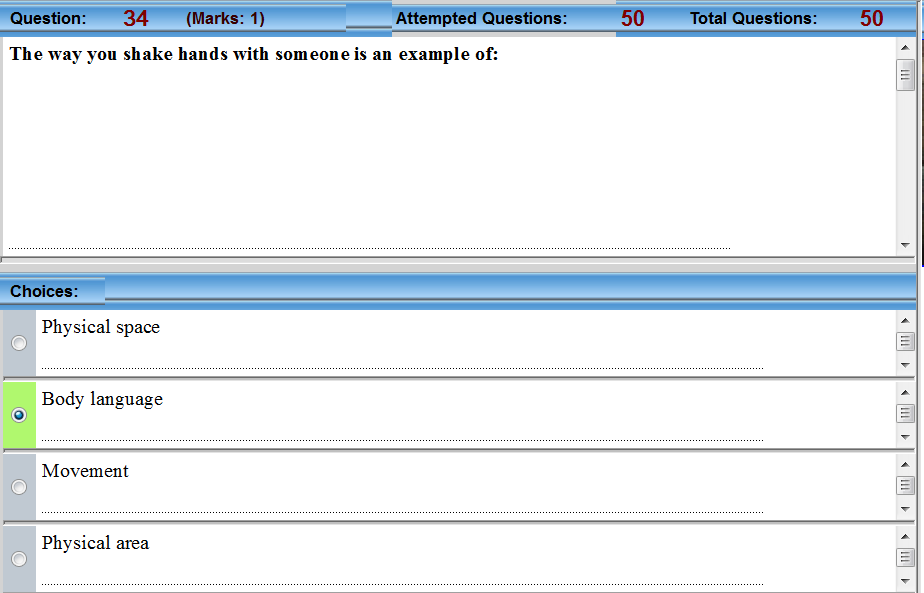 Question: 34 (Marks: 1) Attempted Questions: 50 Total Questions: 50
The way you shake hands with someone is an example of:
Choices:
Physical space
Body language
Movement
Physical area